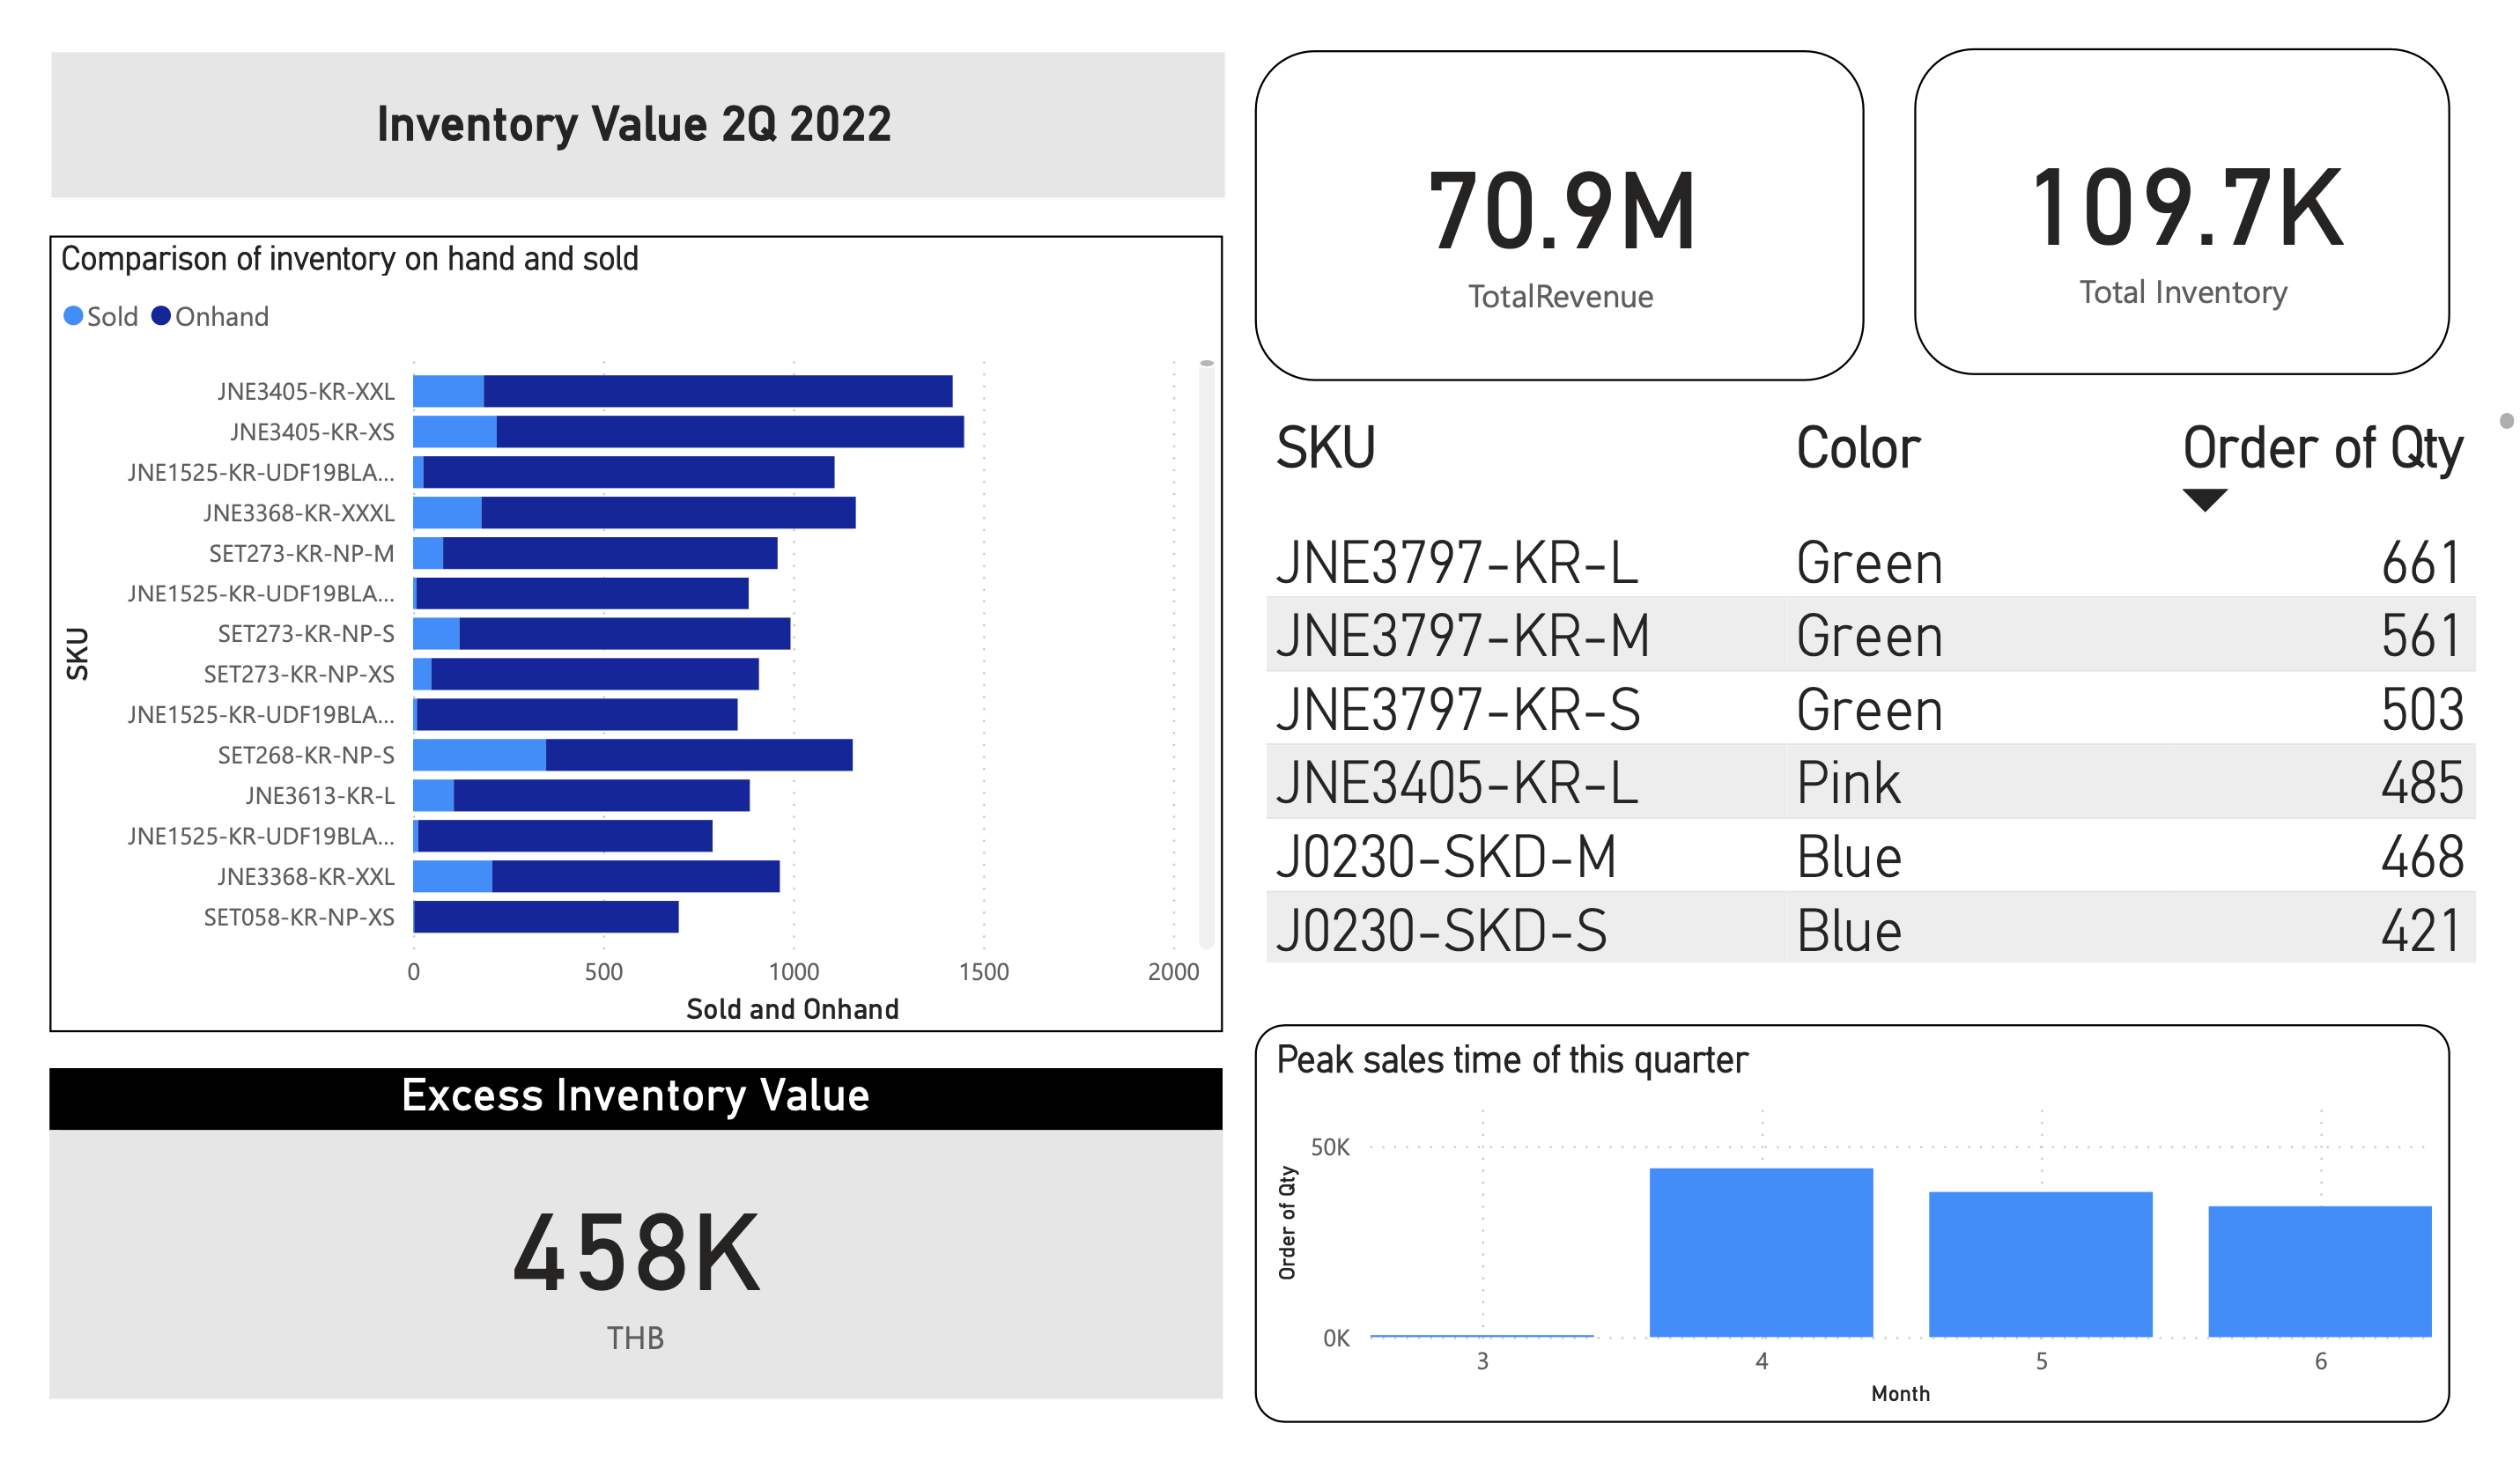 Inventory Value 2Q 2022
Comparison of inventory on hand and sold
Sold Onhand
SKU
JNE3405-KR-XXL
JNE3405-KR-XS
JNE1525-KR-UDF19BLA...
JNE3368-KR-XXXL
SET273-KR-NP-M
JNE1525-KR-UDF19BLA...
SET273-KR-NP-S
SET273-KR-NP-XS
JNE1525-KR-UDF19BLA...
SET268-KR-NP-S
JNE3613-KR-L
JNE1525-KR-UDF19BLA...
JNE3368-KR-XXL
SET058-KR-NP-XS
0 500 1000 1500 2000
Sold and Onhand
Excess Inventory Value
458K
THB
70.9M
TotalRevenue
109.7K
Total Inventory
SKU Color Order of Qty
JNE3797-KR-L Green 661
JNE3797-KR-M Green 561
JNE3797-KR-S Green 503
JNE3405-KR-L Pink 485
J0230-SKD-M Blue 468
J0230-SKD-S Blue 421
Peak sales time of this quarter
Order of Qty
50K
0K
3 4 5 6
Month